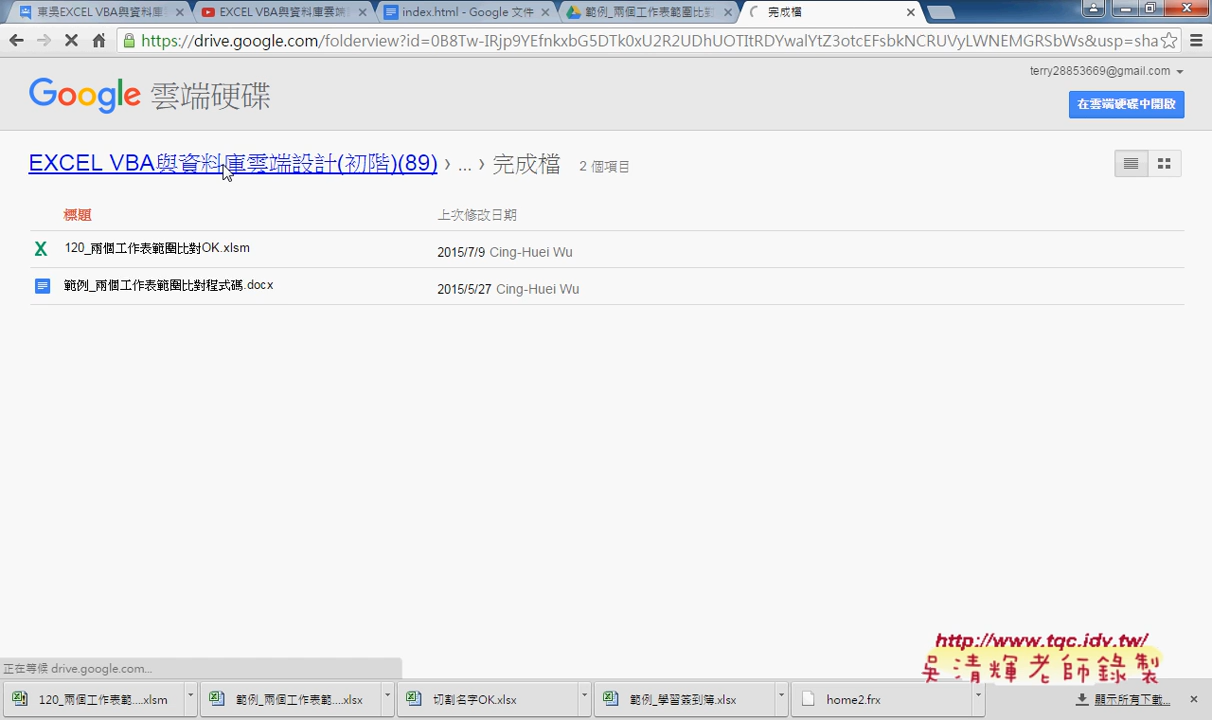 東吳EXCEL VBA與資料庫
EXCEL VBA與資料庫雲端
index.html - Google 文件
範例_兩個工作表範圍比對
完成檔
https://drive.google.com/folderview?id=0B8Tw-IRjp9YEfnkxbG5DTk0xU2R2UDhUOTItRDYwalYtZ3otcEFsbkNCRUVyLWNEMGRSbWs&usp=sha
terry28853669@gmail.com
Google 雲端硬碟
在雲端硬碟中開啟
EXCEL VBA與資料庫雲端設計(初階)(89) › ... › 完成檔 2 個項目
標題 上次修改日期
120_兩個工作表範圍比對OK.xlsm 2015/7/9 Cing-Huei Wu
範例_兩個工作表範圍比對程式碼.docx 2015/5/27 Cing-Huei Wu
http://www.tqc.idv.tw/
吳清輝老師錄製
正在等候 drive.google.com...
120_兩個工作表範....xlsm
範例_兩個工作表範....xlsx
切割名字OK.xlsx
範例_學習簽到簿.xlsx
home2.frx
顯示所有下載...